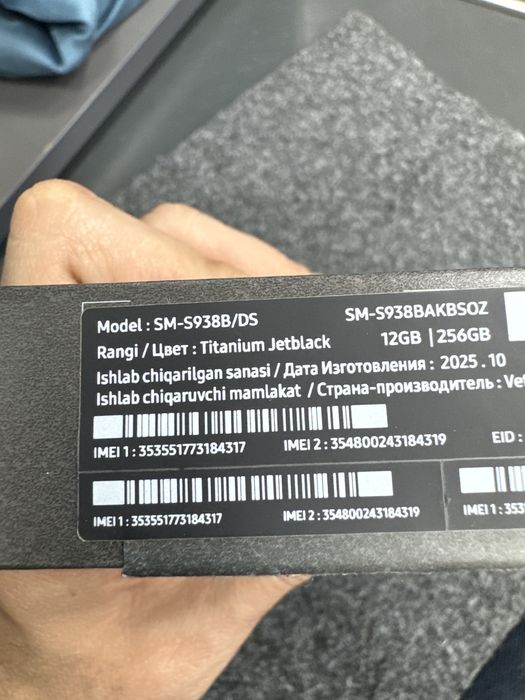 Model : SM-S938B/DS SM-S938BAKBSOZ
Rangi / Цвет : Titanium Jetblack 12GB | 256GB
Ishlab chiqarilgan sanasi / Дата Изготовления : 2025 . 10
Ishlab chiqaruvchi mamlakat / Страна-производитель : Vet
IMEI 1 : 353551773184317 IMEI 2 : 354800243184319 EID :
IMEI 1 : 353551773184317 IMEI 2 : 354800243184319 IMEI 1 : 353